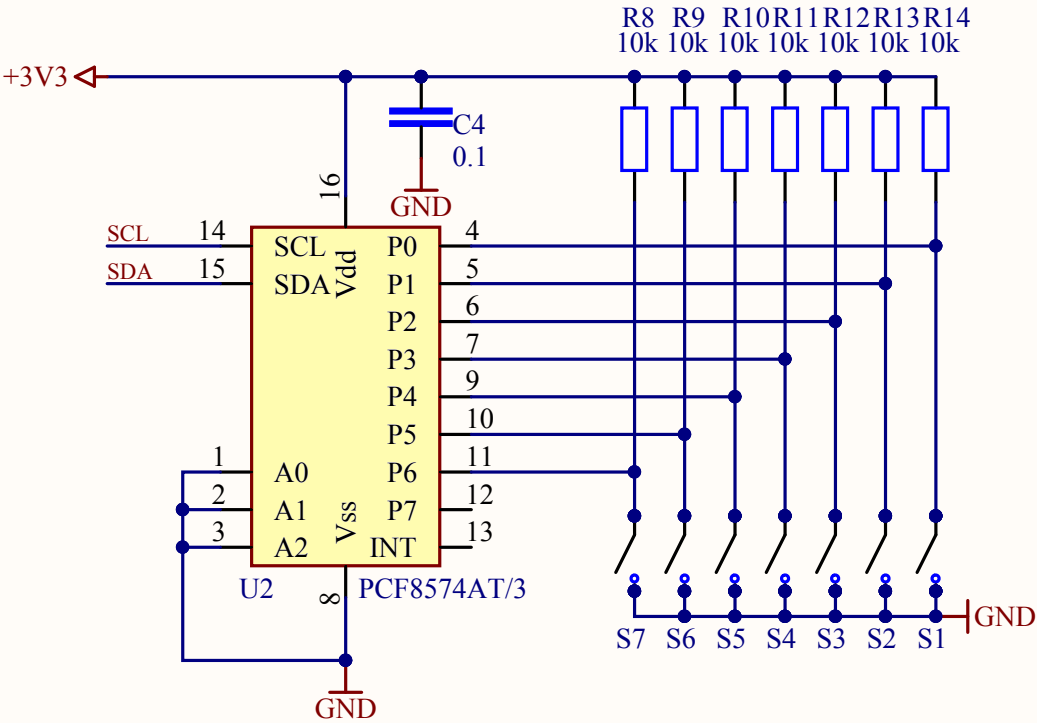 R8 R9 R10 R11 R12 R13 R14
10k 10k 10k 10k 10k 10k 10k
+3V3
C4
0.1
16
GND
SCL 14 SCL Vdd P0 4
SDA 15 SDA P1 5
P2 6
P3 7
P4 9
P5 10
1 A0 P6 11
2 A1 Vss P7 12
3 A2 INT 13
U2 8 PCF8574AT/3
GND
S7 S6 S5 S4 S3 S2 S1
GND